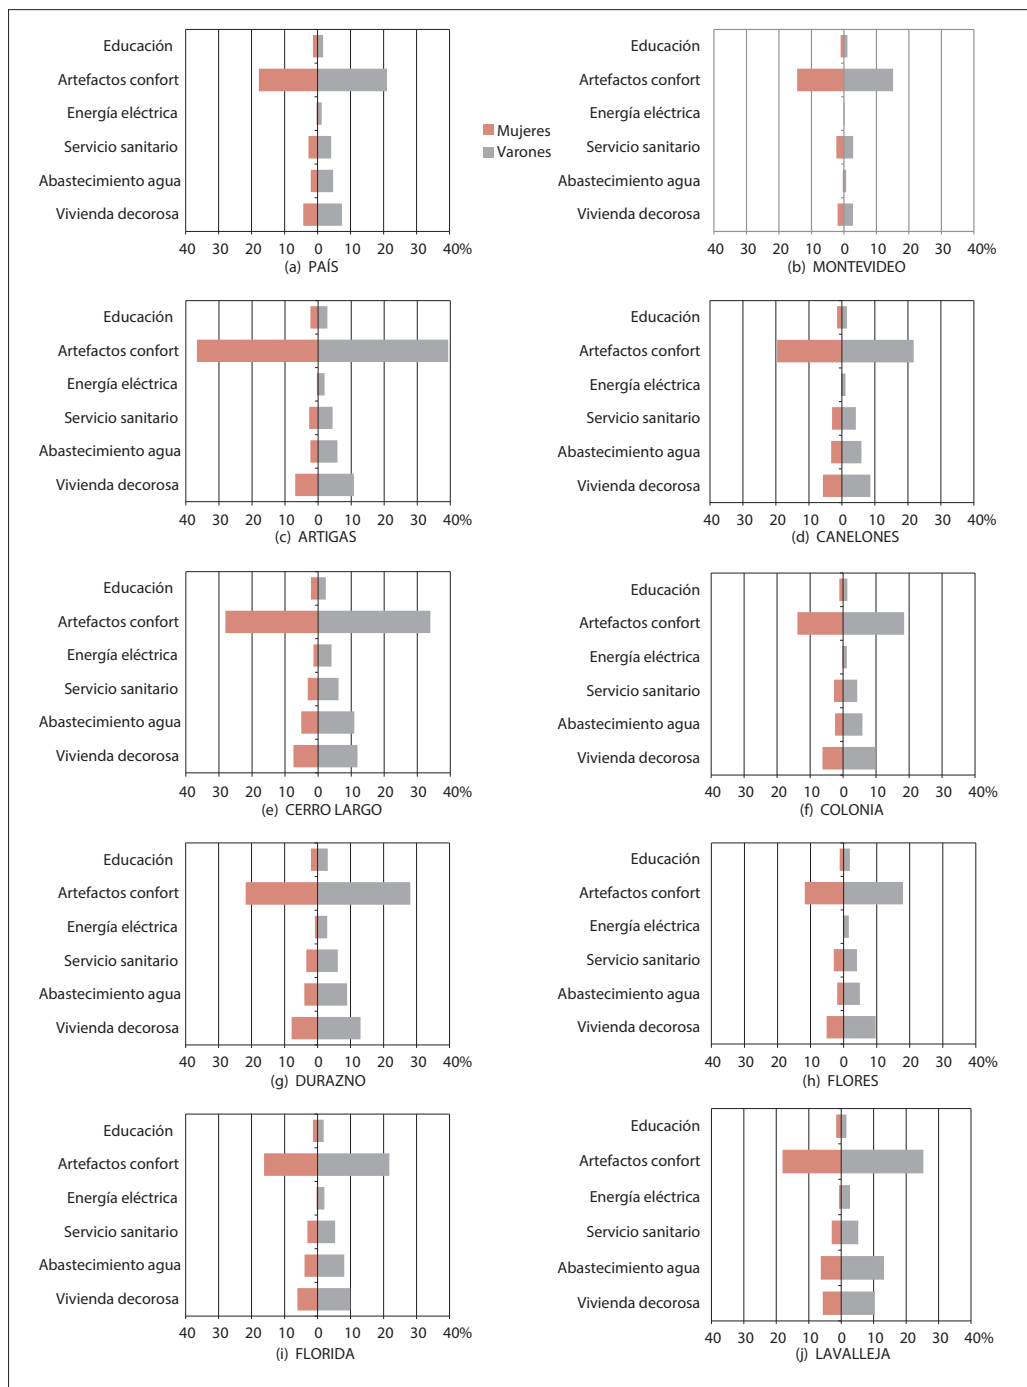 Educación
Artefactos confort
Energía eléctrica
Servicio sanitario
Abastecimiento agua
Vivienda decorosa
40 30 20 10 0 10 20 30 40%
(a) PAÍS
Mujeres
Varones
Educación
Artefactos confort
Energía eléctrica
Servicio sanitario
Abastecimiento agua
Vivienda decorosa
40 30 20 10 0 10 20 30 40%
(b) MONTEVIDEO
Educación
Artefactos confort
Energía eléctrica
Servicio sanitario
Abastecimiento agua
Vivienda decorosa
40 30 20 10 0 10 20 30 40%
(c) ARTIGAS
Educación
Artefactos confort
Energía eléctrica
Servicio sanitario
Abastecimiento agua
Vivienda decorosa
40 30 20 10 0 10 20 30 40%
(d) CANELONES
Educación
Artefactos confort
Energía eléctrica
Servicio sanitario
Abastecimiento agua
Vivienda decorosa
40 30 20 10 0 10 20 30 40%
(e) CERRO LARGO
Educación
Artefactos confort
Energía eléctrica
Servicio sanitario
Abastecimiento agua
Vivienda decorosa
40 30 20 10 0 10 20 30 40%
(f) COLONIA
Educación
Artefactos confort
Energía eléctrica
Servicio sanitario
Abastecimiento agua
Vivienda decorosa
40 30 20 10 0 10 20 30 40%
(g) DURAZNO
Educación
Artefactos confort
Energía eléctrica
Servicio sanitario
Abastecimiento agua
Vivienda decorosa
40 30 20 10 0 10 20 30 40%
(h) FLORES
Educación
Artefactos confort
Energía eléctrica
Servicio sanitario
Abastecimiento agua
Vivienda decorosa
40 30 20 10 0 10 20 30 40%
(i) FLORIDA
Educación
Artefactos confort
Energía eléctrica
Servicio sanitario
Abastecimiento agua
Vivienda decorosa
40 30 20 10 0 10 20 30 40%
(j) LAVALLEJA